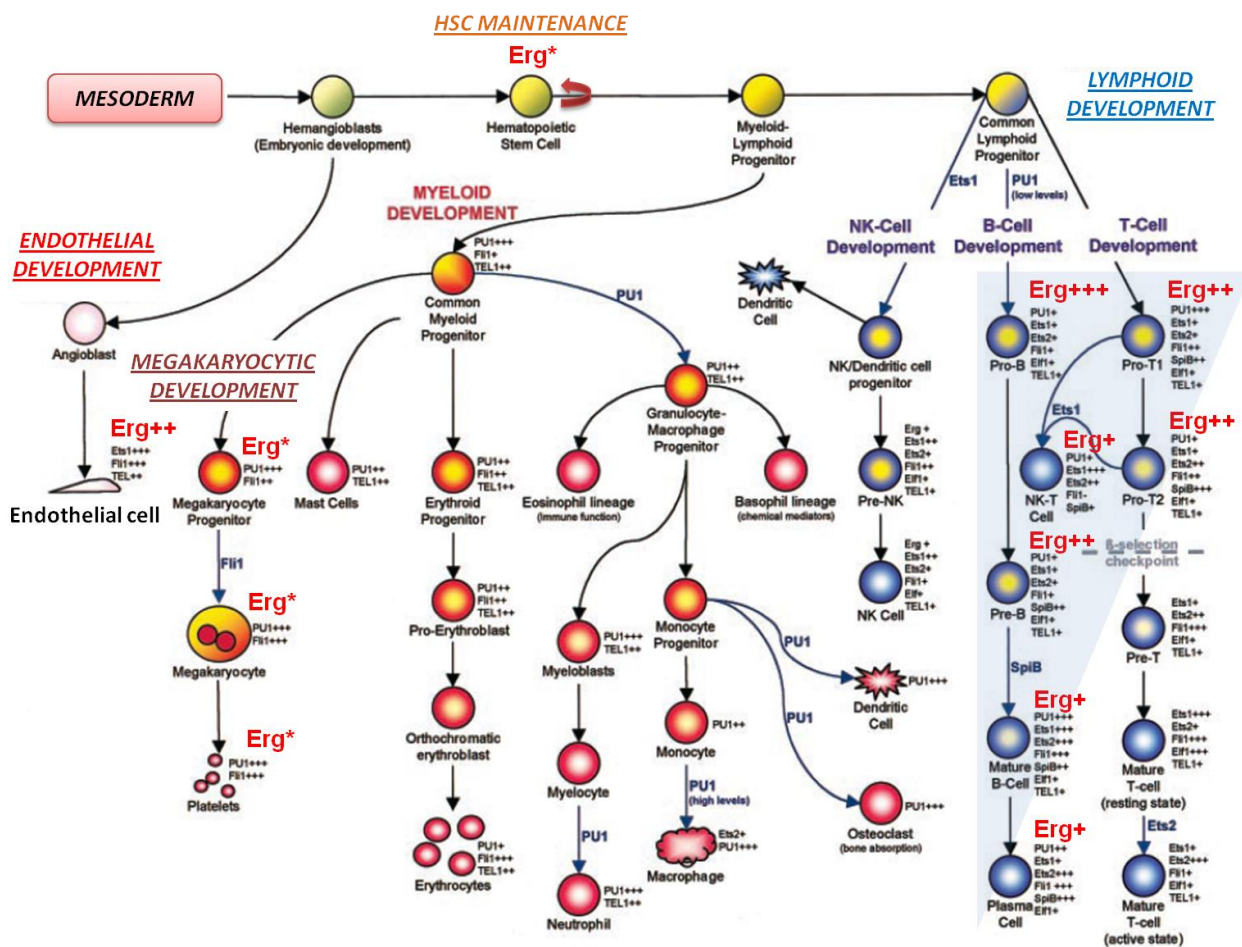 HSC MAINTENANCE
Erg*
MESODERM
Hemangioblasts
(Embryonic development)
Hematopoietic
Stem Cell
Myeloid-
Lymphoid
Progenitor
Common
Lymphoid
Progenitor
LYMPHOID
DEVELOPMENT
Ets1
PU1
(low levels)
MYELOID
DEVELOPMENT
NK-Cell
Development
B-Cell
Development
T-Cell
Development
ENDOTHELIAL
DEVELOPMENT
Angioblast
Erg++
Ets1+++
Fli1+++
TEL++
Endothelial cell
PU1+++
Fli1+
TEL1++
Common
Myeloid
Progenitor
PU1
MEGAKARYOCYTIC
DEVELOPMENT
Erg*
PU1+++
Fli1++
Megakaryocyte
Progenitor
Fli1
Erg*
PU1+++
Fli1+++
Megakaryocyte
Erg*
PU1+++
Fli1+++
Platelets
PU1++
TEL1++
Mast Cells
PU1++
Fli1++
TEL1++
Erythroid
Progenitor
PU1++
Fli1++
TEL1++
Pro-Erythroblast
Orthochromatic
erythroblast
PU1+
Fli1+++
TEL1++
Erythrocytes
PU1++
TEL1++
Granulocyte-
Macrophage
Progenitor
Eosinophil lineage
(immune function)
Basophil lineage
(chemical mediators)
PU1+++
TEL1++
Myeloblasts
Myelocyte
PU1
PU1+++
TEL1++
Neutrophil
Monocyte
Progenitor
PU1++
Monocyte
PU1
(high levels)
Ets2+
PU1+++
Macrophage
PU1
PU1+++
Dendritic
Cell
PU1
PU1+++
Osteoclast
(bone absorption)
Dendritic
Cell
NK/Dendritic cell
progenitor
Erg +
Ets1++
Ets2+
Fli1++
Elf1+
TEL1+
Pre-NK
Erg +
Ets1++
Ets2+
Fli1+
Elf+
TEL1+
NK Cell
Erg+++
PU1+
Ets1+
Ets2+
Fli1+
Elf1+
TEL1+
Pro-B
Erg++
PU1+
Ets1+
Ets2+
Fli1+
SpiB++
Elf1+
TEL1+
Pre-B
SpiB
Erg+
PU1+++
Ets1+++
Ets2+++
Fli1+++
SpiB++
Elf1+
TEL1+
Mature
B-Cell
Erg+
PU1++
Ets1+
Ets2+++
Fli1 +++
SpiB+++
Elf1+
Plasma
Cell
Erg++
PU1+++
Ets1+
Ets2+
Fli1++
SpiB++
Elf1+
TEL1+
Pro-T1
Ets1
Erg+
PU1+
Ets1+++
Ets2++
Fli1-
SpiB+
NK-T
Cell
Erg++
PU1+
Ets1+
Ets2++
Fli1++
SpiB+++
Elf1+
TEL1+
Pro-T2
ß-selection
checkpoint
Ets1+
Ets2++
Fli1+++
Elf1+
TEL1+
Pre-T
Ets1+++
Ets2+
Fli1+++
Elf1+++
TEL1+
Mature
T-cell
(resting state)
Ets2
Ets1+
Ets2+++
Fli1+
Elf1+
TEL1+
Mature
T-cell
(active state)